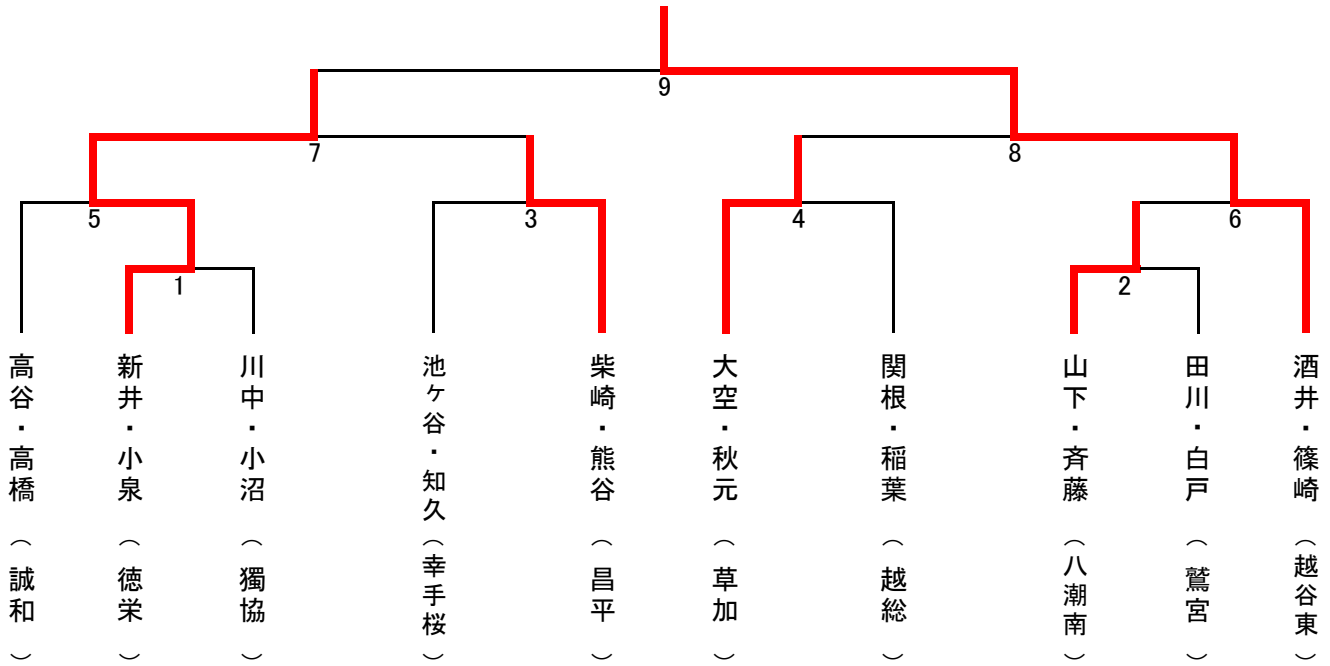 9
7
8
5
3
4
6
1
2
高谷・高橋（誠和）
新井・小泉（徳栄）
川中・小沼（獨協）
池ヶ谷・知久（幸手桜）
柴崎・熊谷（昌平）
大空・秋元（草加）
関根・稲葉（越総）
山下・斉藤（八潮南）
田川・白戸（鷲宮）
酒井・篠崎（越谷東）